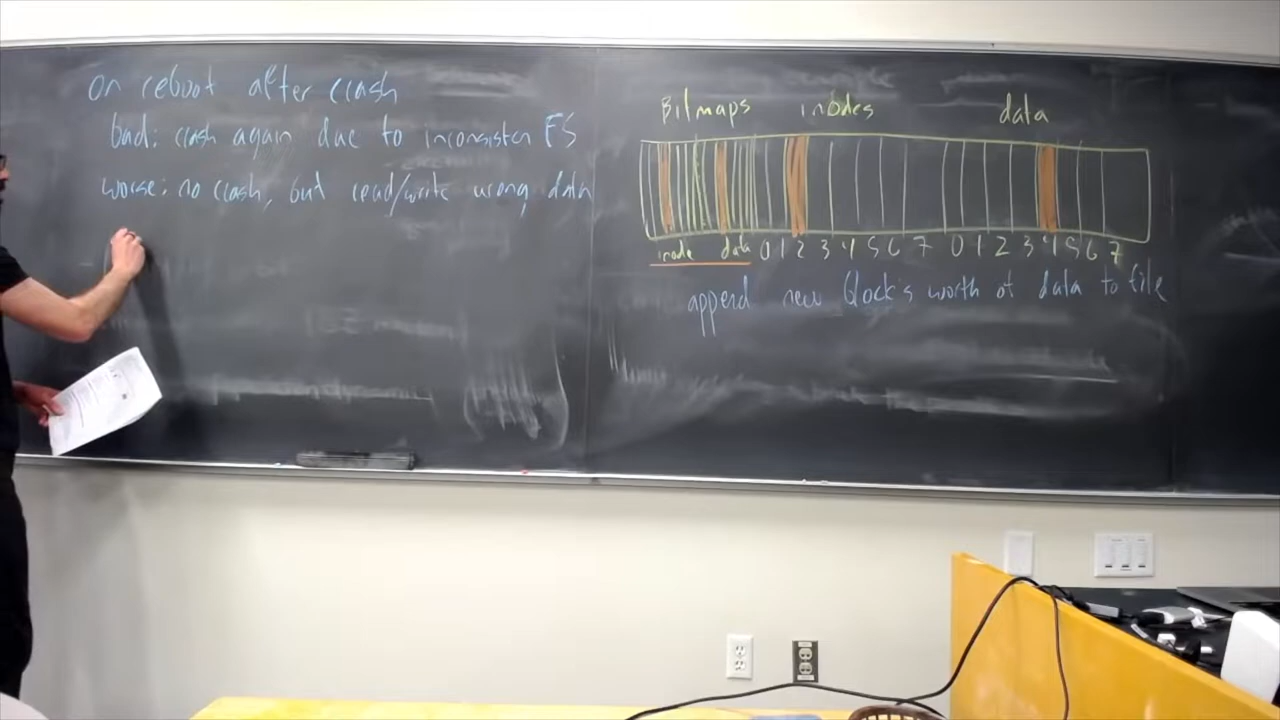 on reboot after crash
bad: crash again due to inconsisten FS
worse: no crash, but read/write wrong data
Bitmaps inodes data
inode data 0 1 2 3 4 5 6 7 0 1 2 3 4 5 6 7
append new block's worth of data to file